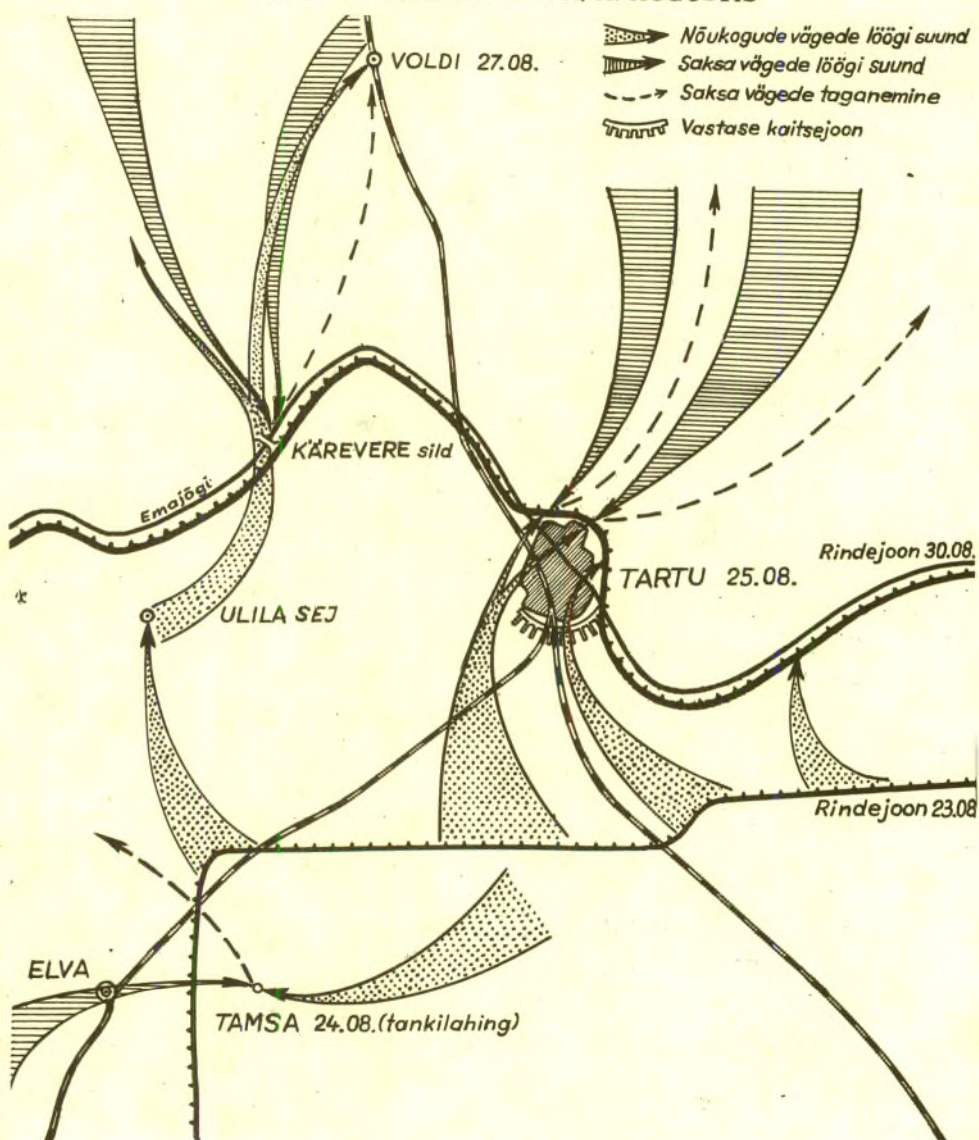 VOLDI 27.08.
Nõukogude vägede löögi suund
Saksa vägede löögi suund
Saksa vägede taganemine
Vastase kaitsejoon
KÄREVERE sild
Emajõgi
Rindejoon 30.08.
TARTU 25.08.
ULILA SEJ
Rindejoon 23.08
ELVA
TAMSA 24.08. (tankilahing)